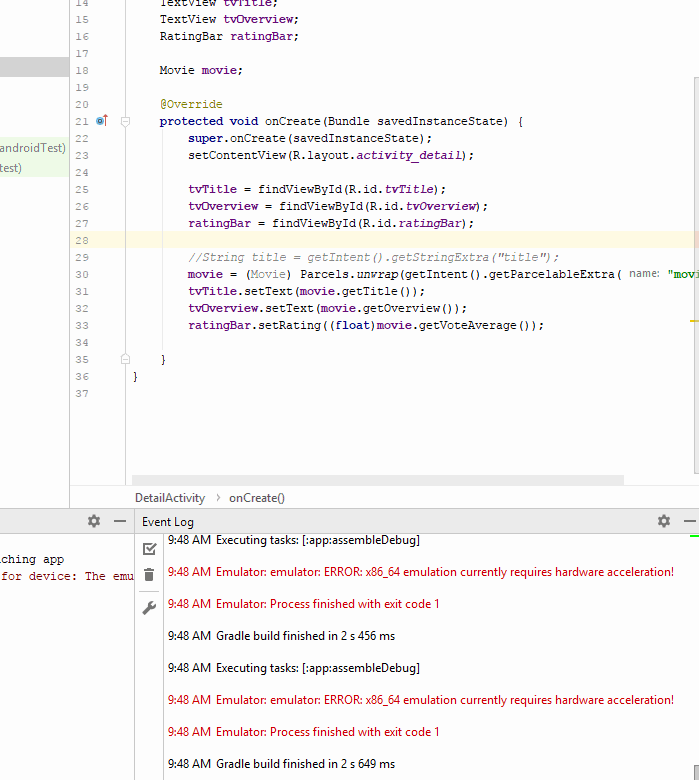 14 TextView tvTitle;
15 TextView tvOverview;
16 RatingBar ratingBar;
17
18 Movie movie;
19
20 @Override
21 protected void onCreate(Bundle savedInstanceState) {
22 super.onCreate(savedInstanceState);
23 setContentView(R.layout.activity_detail);
24
25 tvTitle = findViewById(R.id.tvTitle);
26 tvOverview = findViewById(R.id.tvOverview);
27 ratingBar = findViewById(R.id.ratingBar);
28
29 //String title = getIntent().getStringExtra("title");
30 movie = (Movie) Parcels.unwrap(getIntent().getParcelableExtra( name: "movi
31 tvTitle.setText(movie.getTitle());
32 tvOverview.setText(movie.getOverview());
33 ratingBar.setRating((float)movie.getVoteAverage());
34
35 }
36 }
37
androidTest)
test)
DetailActivity › onCreate()
Event Log
ching app
for device: The emu
9:48 AM Executing tasks: [:app:assembleDebug]
9:48 AM Emulator: emulator: ERROR: x86_64 emulation currently requires hardware acceleration!
9:48 AM Emulator: Process finished with exit code 1
9:48 AM Gradle build finished in 2 s 456 ms
9:48 AM Executing tasks: [:app:assembleDebug]
9:48 AM Emulator: emulator: ERROR: x86_64 emulation currently requires hardware acceleration!
9:48 AM Emulator: Process finished with exit code 1
9:48 AM Gradle build finished in 2 s 649 ms